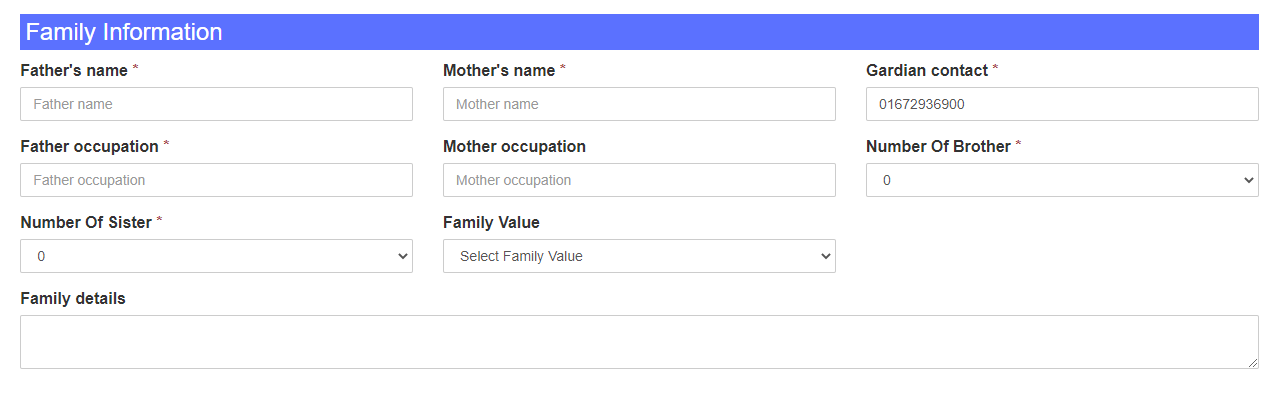 Family Information
Father's name *
Mother's name *
Gardian contact *
Father name
Mother name
01672936900
Father occupation *
Mother occupation
Number Of Brother *
Father occupation
Mother occupation
0
Number Of Sister *
Family Value
0
Select Family Value
Family details